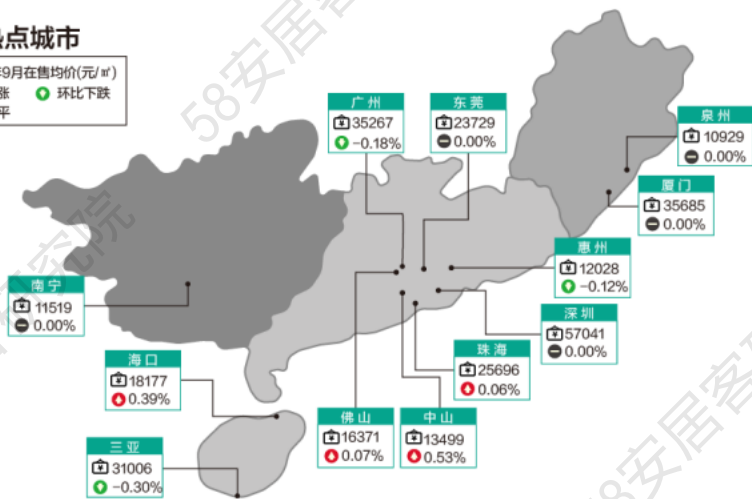 点城市
9月在售均价(元/㎡)
涨 环比下跌
平
广州
35267
-0.18%
东莞
23729
0.00%
泉州
10929
0.00%
厦门
35685
0.00%
惠州
12028
-0.12%
南宁
11519
0.00%
深圳
57041
0.00%
珠海
25696
0.06%
海口
18177
0.39%
佛山
16371
0.07%
中山
13499
0.53%
三亚
31006
-0.30%
58安居客
研究院
58安居客研